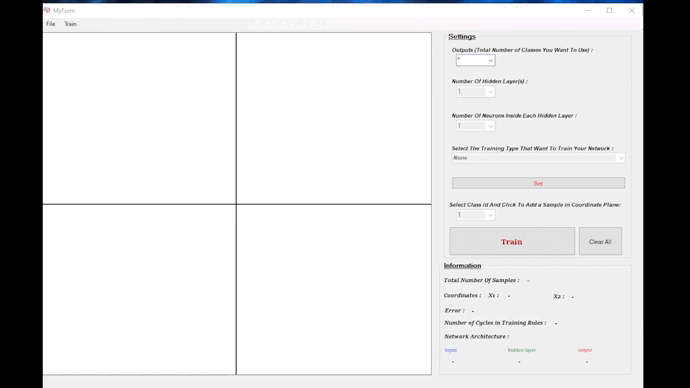 MyForm
File Train
Settings
Outputs (Total Number of Classes You Want To Use) :
*
Number Of Hidden Layer(s) :
1
Number Of Neurons Inside Each Hidden Layer :
1
Select The Training Type That Want To Train Your Network :
None
Set
Select Class id And Click To Add a Sample in Coordinate Plane:
1
Train Clear All
Information
Total Number Of Samples : -
Coordinates : X1 : - X2 : -
Error : -
Number of Cycles in Training Rules : -
Network Architecture :
input hidden layer output
- - -